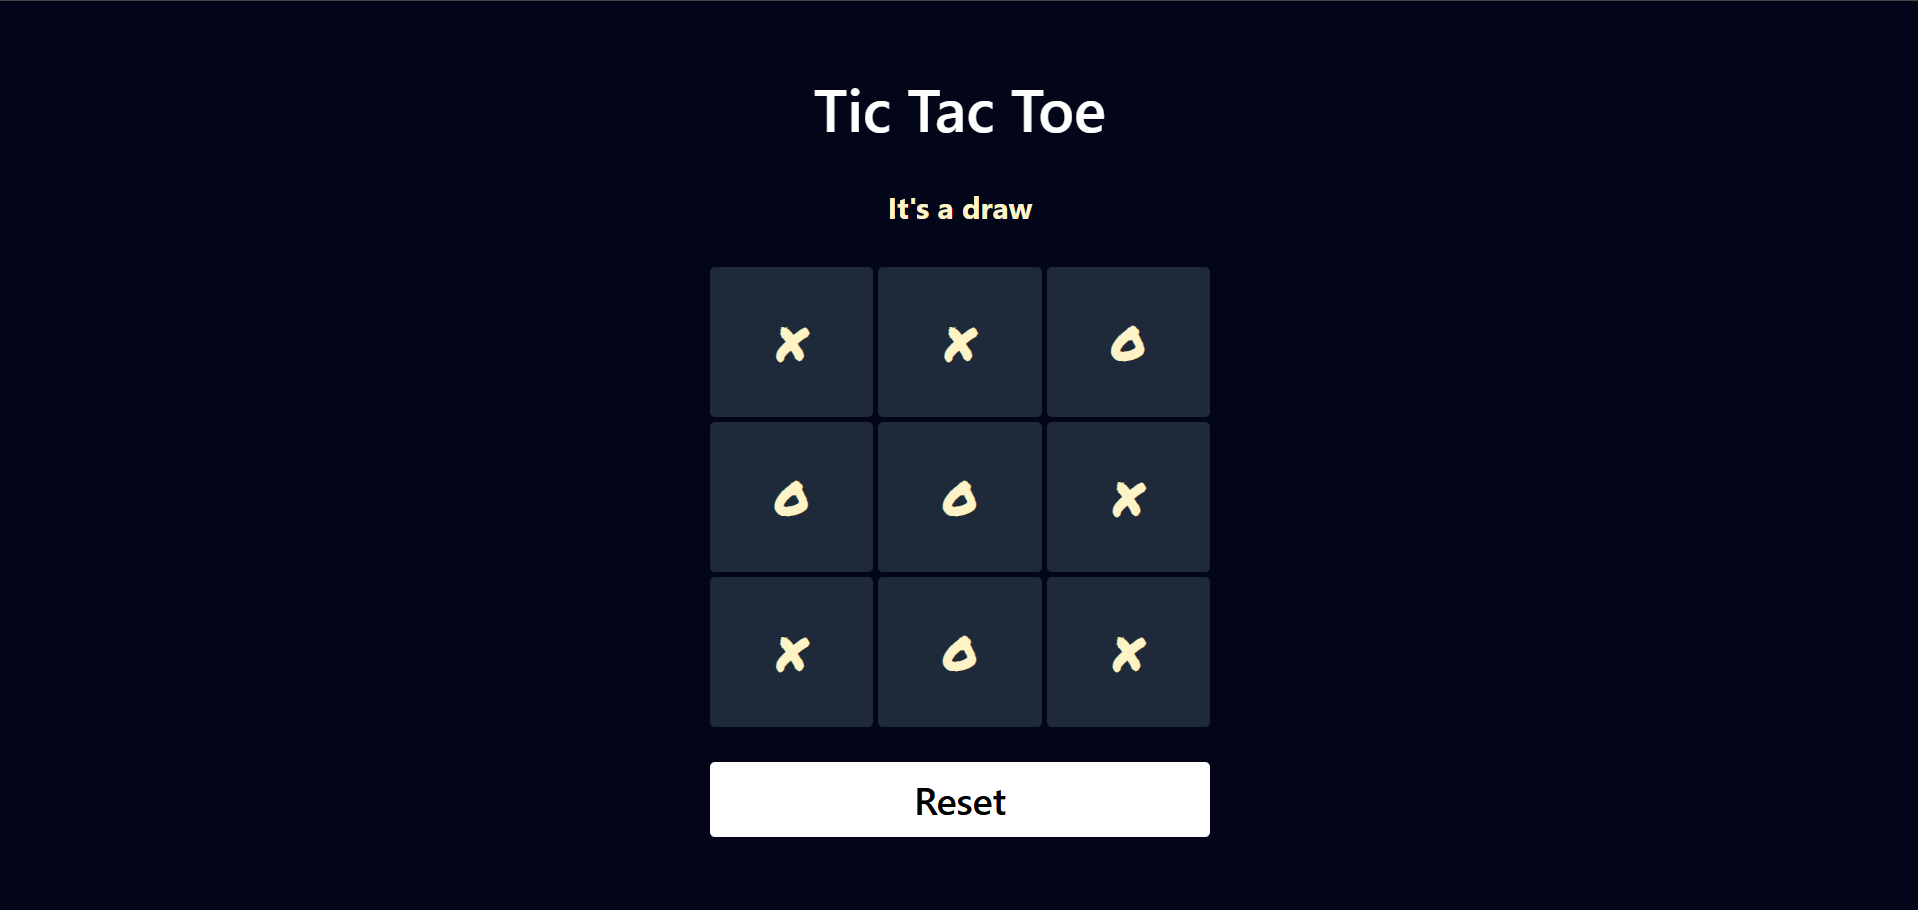 Tic Tac Toe
It's a draw
x x o
o o x
x o x
Reset